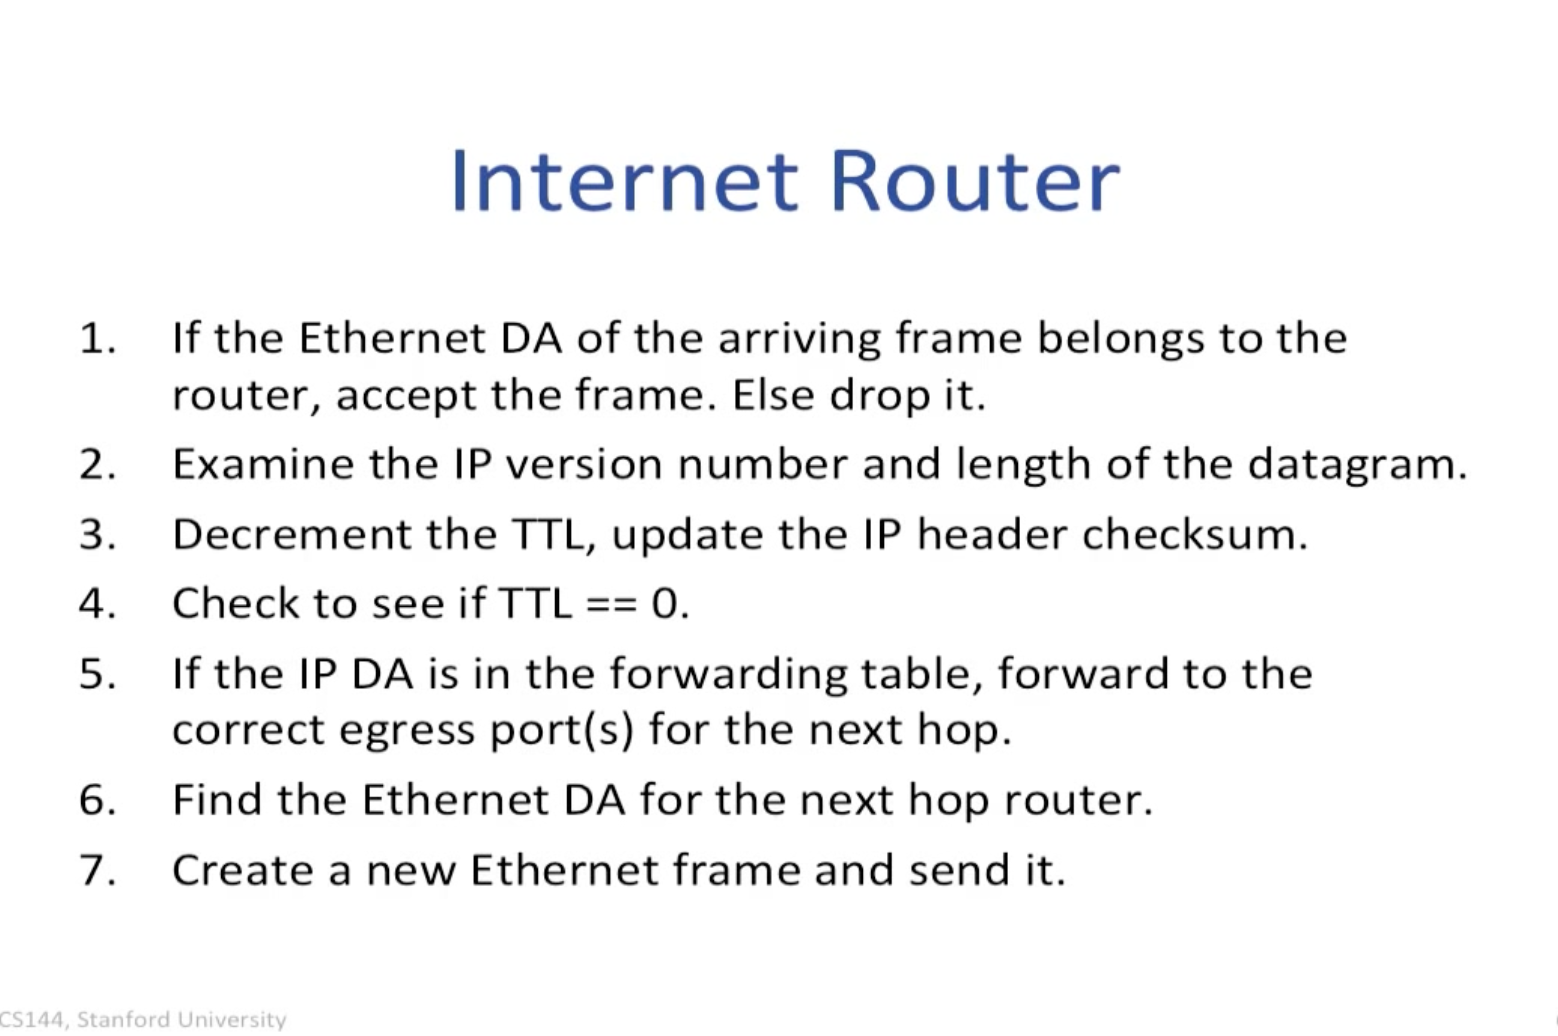 Internet Router
1. If the Ethernet DA of the arriving frame belongs to the
router, accept the frame. Else drop it.
2. Examine the IP version number and length of the datagram.
3. Decrement the TTL, update the IP header checksum.
4. Check to see if TTL == 0.
5. If the IP DA is in the forwarding table, forward to the
correct egress port(s) for the next hop.
6. Find the Ethernet DA for the next hop router.
7. Create a new Ethernet frame and send it.
CS144, Stanford University